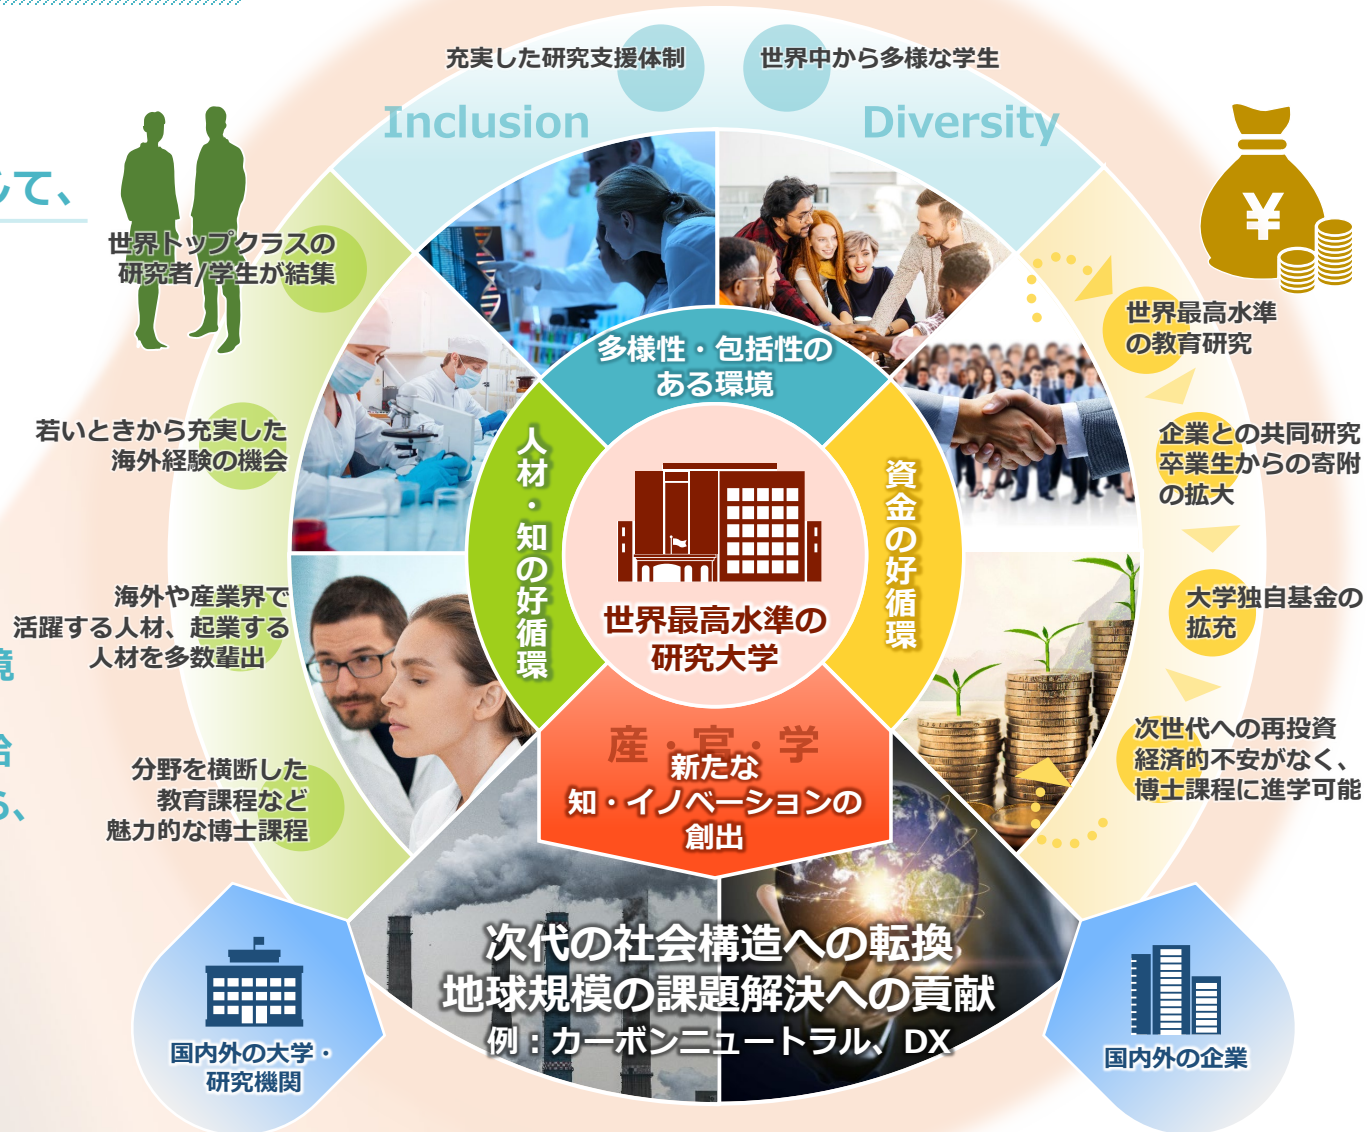 充実した研究支援体制
世界中から多様な学生
Inclusion
Diversity
て、
世界トップクラスの
研究者/学生が結集
若いときから充実した
海外経験の機会
海外や産業界で
活躍する人材、起業する
人材を多数輩出
分野を横断した
教育課程など
魅力的な博士課程
多様性・包括性の
ある環境
人材・知の好循環
資金の好循環
世界最高水準の
研究大学
産・官・学
新たな
知・イノベーションの
創出
¥
世界最高水準
の教育研究
企業との共同研究
卒業生からの寄附
の拡大
大学独自基金の
拡充
次世代への再投資
経済的不安がなく、
博士課程に進学可能
次代の社会構造への転換
地球規模の課題解決への貢献
例：カーボンニュートラル、DX
国内外の大学・
研究機関
国内外の企業